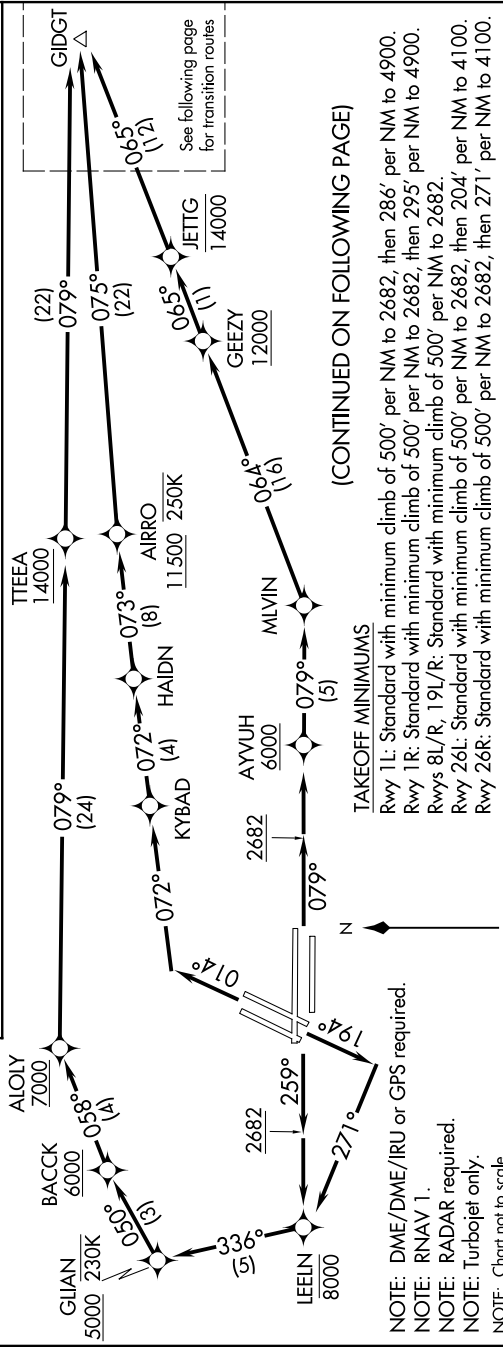 ALOLY
7000
TTEEA
14000
GIDGT
079°
(24)
(22)
079°
BACCK
6000
058°
(4)
075°
(22)
GLIAN
5000 230K
050°
(3)
KYBAD
072°
(4)
HAIDN
073°
(8)
AIRRO
11500 250K
072°
065°
(12)
See following page
for transition routes
JETTG
14000
065°
(1)
GEEZY
12000
014°
336°
(5)
064°
(16)
2682
259°
2682
079°
AYVUH
6000
079°
(5)
MLVIN
LEELN
8000
271°
194°
N
(CONTINUED ON FOLLOWING PAGE)
TAKEOFF MINIMUMS
Rwy 1L: Standard with minimum climb of 500' per NM to 2682, then 286' per NM to 4900.
Rwy 1R: Standard with minimum climb of 500' per NM to 2682, then 295' per NM to 4900.
Rwys 8L/R, 19L/R: Standard with minimum climb of 500' per NM to 2682.
Rwy 26L: Standard with minimum climb of 500' per NM to 2682, then 204' per NM to 4100.
Rwy 26R: Standard with minimum climb of 500' per NM to 2682, then 271' per NM to 4100.
NOTE: DME/DME/IRU or GPS required.
NOTE: RNAV 1.
NOTE: RADAR required.
NOTE: Turbojet only.
NOTE: Chart not to scale